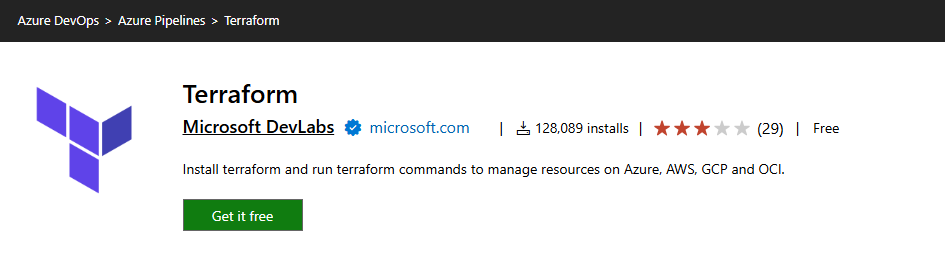 Azure DevOps > Azure Pipelines > Terraform
Terraform
Microsoft DevLabs microsoft.com | 128,089 installs | (29) | Free
Install terraform and run terraform commands to manage resources on Azure, AWS, GCP and OCI.
Get it free